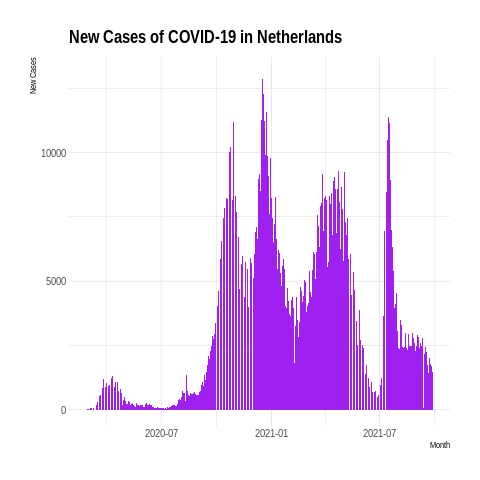 New Cases of COVID-19 in Netherlands
New Cases
10000
5000
0
2020-07
2021-01
2021-07
Month